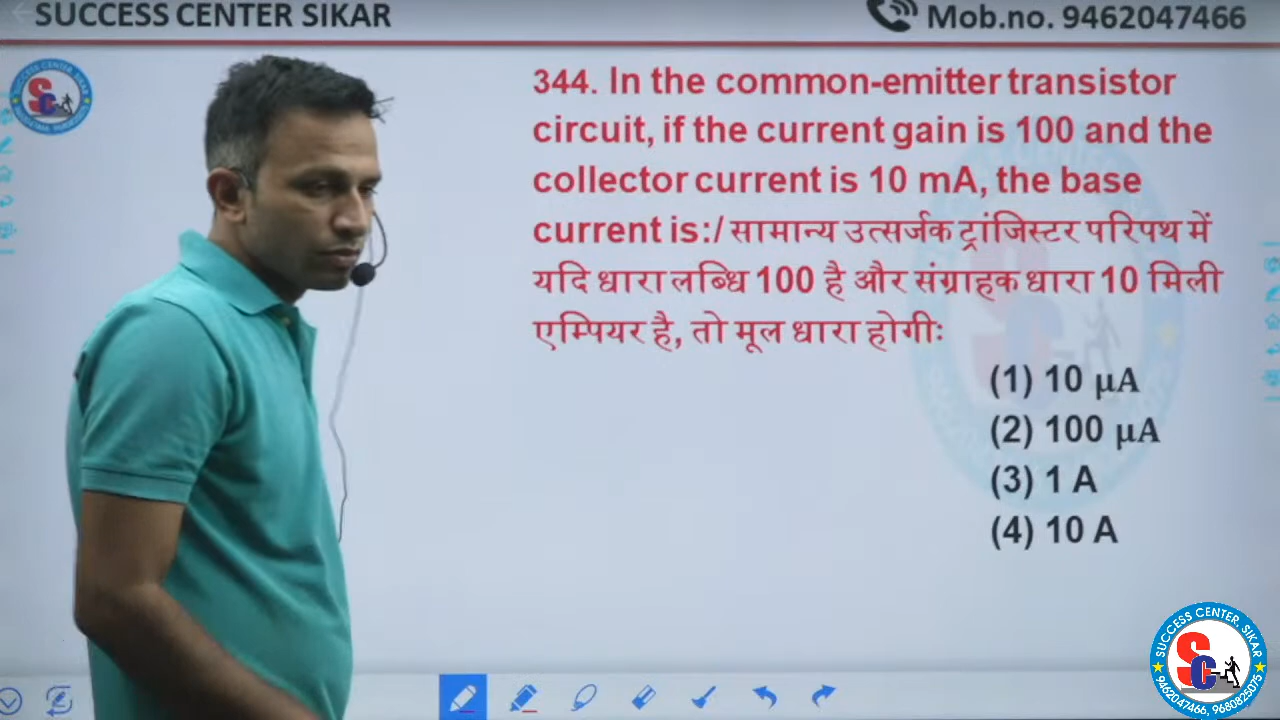 SUCCESS CENTER SIKAR
Mob.no. 9462047466
344. In the common-emitter transistor
circuit, if the current gain is 100 and the
collector current is 10 mA, the base
current is:/ सामान्य उत्सर्जक ट्रांजिस्टर परिपथ में
यदि धारा लब्धि 100 है और संग्राहक धारा 10 मिली
एम्पियर है, तो मूल धारा होगीः
(1) 10 μA
(2) 100 μA
(3) 1 A
(4) 10 A
SUCCESS CENTER, SIKAR
SC
9462047466, 9680825075